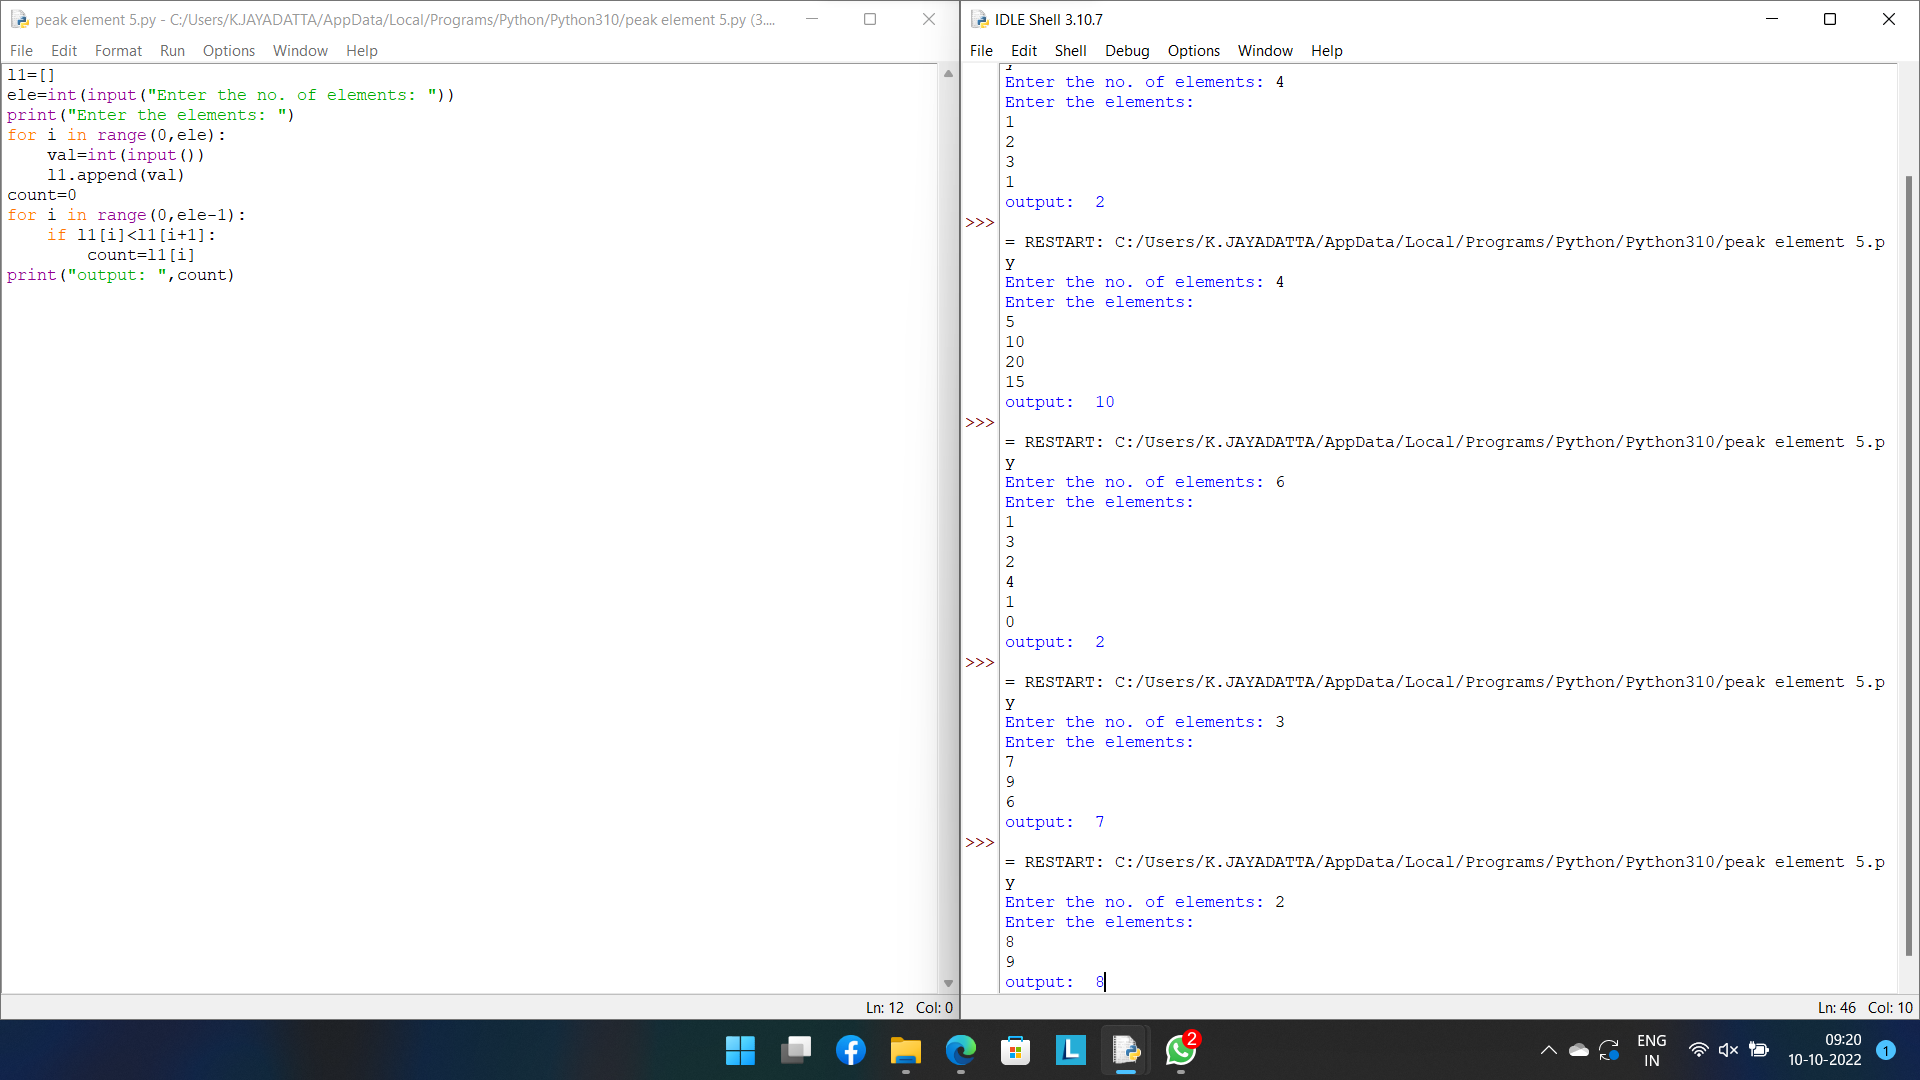 peak element 5.py - C:/Users/K.JAYADATTA/AppData/Local/Programs/Python/Python310/peak element 5.py (3....
File Edit Format Run Options Window Help
l1=[]
ele=int(input("Enter the no. of elements: "))
print("Enter the elements: ")
for i in range(0,ele):
    val=int(input())
    l1.append(val)
count=0
for i in range(0,ele-1):
    if l1[i]<l1[i+1]:
        count=l1[i]
print("output: ",count)
Ln: 12 Col: 0
IDLE Shell 3.10.7
File Edit Shell Debug Options Window Help
y
Enter the no. of elements: 4
Enter the elements:
1
2
3
1
output:  2
>>>
= RESTART: C:/Users/K.JAYADATTA/AppData/Local/Programs/Python/Python310/peak element 5.p
y
Enter the no. of elements: 4
Enter the elements:
5
10
20
15
output:  10
>>>
= RESTART: C:/Users/K.JAYADATTA/AppData/Local/Programs/Python/Python310/peak element 5.p
y
Enter the no. of elements: 6
Enter the elements:
1
3
2
4
1
0
output:  2
>>>
= RESTART: C:/Users/K.JAYADATTA/AppData/Local/Programs/Python/Python310/peak element 5.p
y
Enter the no. of elements: 3
Enter the elements:
7
9
6
output:  7
>>>
= RESTART: C:/Users/K.JAYADATTA/AppData/Local/Programs/Python/Python310/peak element 5.p
y
Enter the no. of elements: 2
Enter the elements:
8
9
output:  8
Ln: 46 Col: 10
L
2
ENG
IN
09:20
10-10-2022
1